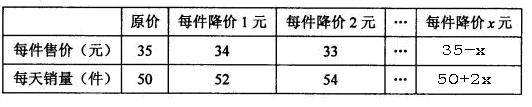 原价 每件降价 1 元 每件降价 2 元 … 每件降价 x 元
每件售价（元） 35 34 33 … 35-x
每天销量（件） 50 52 54 … 50+2x